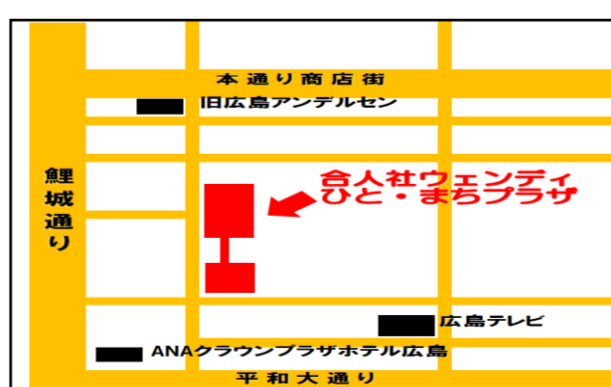 本通り商店街
旧広島アンデルセン
鯉城通り
合人社ウェンディ
ひと・まちプラザ
広島テレビ
ANAクラウンプラザホテル広島
平和大通り